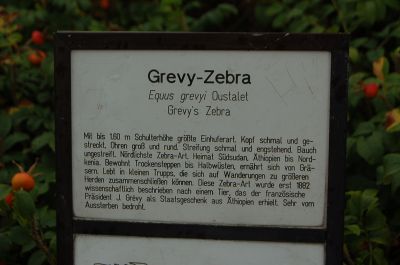 Grevy-Zebra
Equus grevyi Oustalet
Grevy's Zebra
Mit bis 1.60 m Schulterhöhe größte Einhuferart. Kopf schmal und ge-
streckt. Ohren groß und rund. Streifung schmal und engstehend. Bauch
ungestreift. Nördlichste Zebra-Art. Heimat Südsudan, Äthiopien bis Nord-
kenia. Bewohnt Trockensteppen bis Halbwüsten, ernährt sich von Grä-
sern. Lebt in kleinen Trupps, die sich auf Wanderungen zu größeren
Herden zusammenschließen können. Diese Zebra-Art wurde erst 1882
wissenschaftlich beschrieben nach einem Tier, das der französische
Präsident J. Grévy als Staatsgeschenk aus Äthiopien erhielt. Sehr vom
Aussterben bedroht.